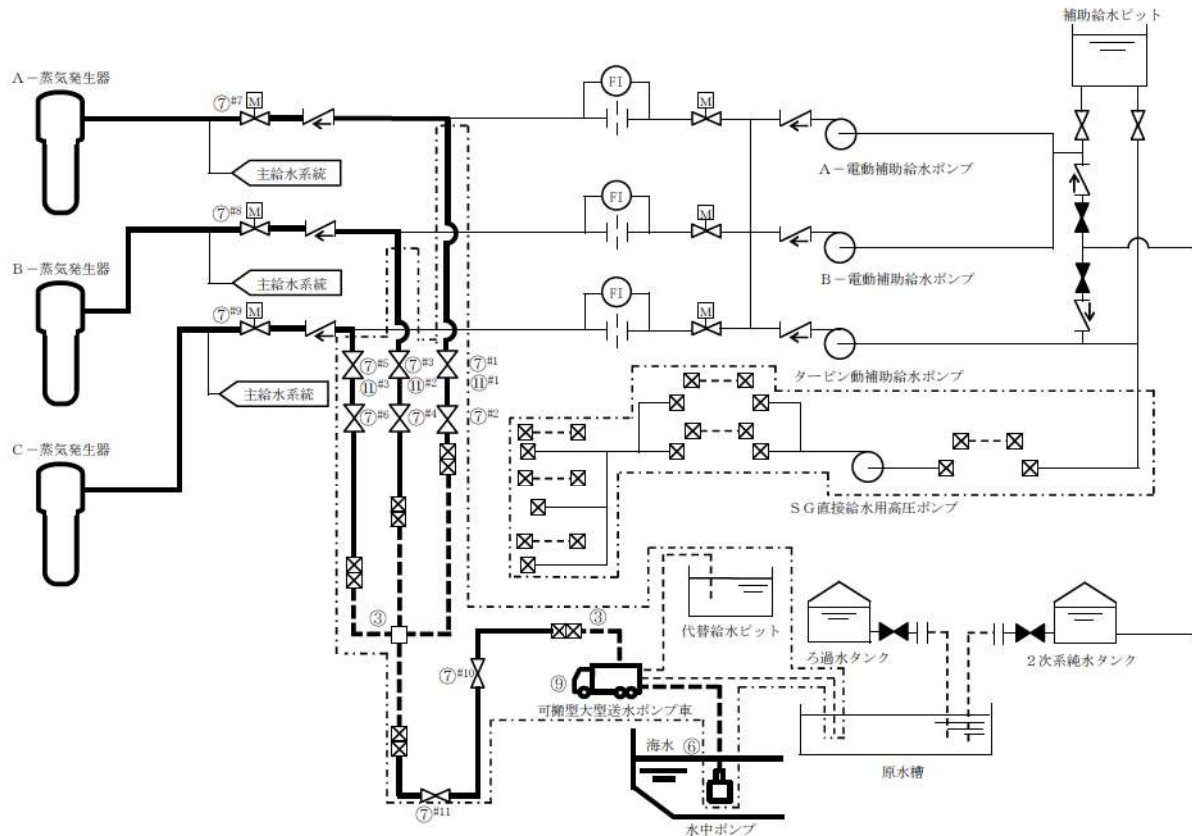 補助給水ピット
A－蒸気発生器
⑦#7
M
FI
M
主給水系統
A－電動補助給水ポンプ
⑦#8
M
FI
M
B－蒸気発生器
主給水系統
B－電動補助給水ポンプ
⑦#9
M
FI
M
⑦#5
⑦#3
⑦#1
⑪#3
⑪#2
⑪#1
主給水系統
タービン動補助給水ポンプ
⑦#6
⑦#4
⑦#2
C－蒸気発生器
SG直接給水用高圧ポンプ
③
③
代替給水ピット
ろ過水タンク
2次系純水タンク
⑦#10
⑨
可搬型大型送水ポンプ車
海水
⑥
原水槽
⑦#11
水中ポンプ